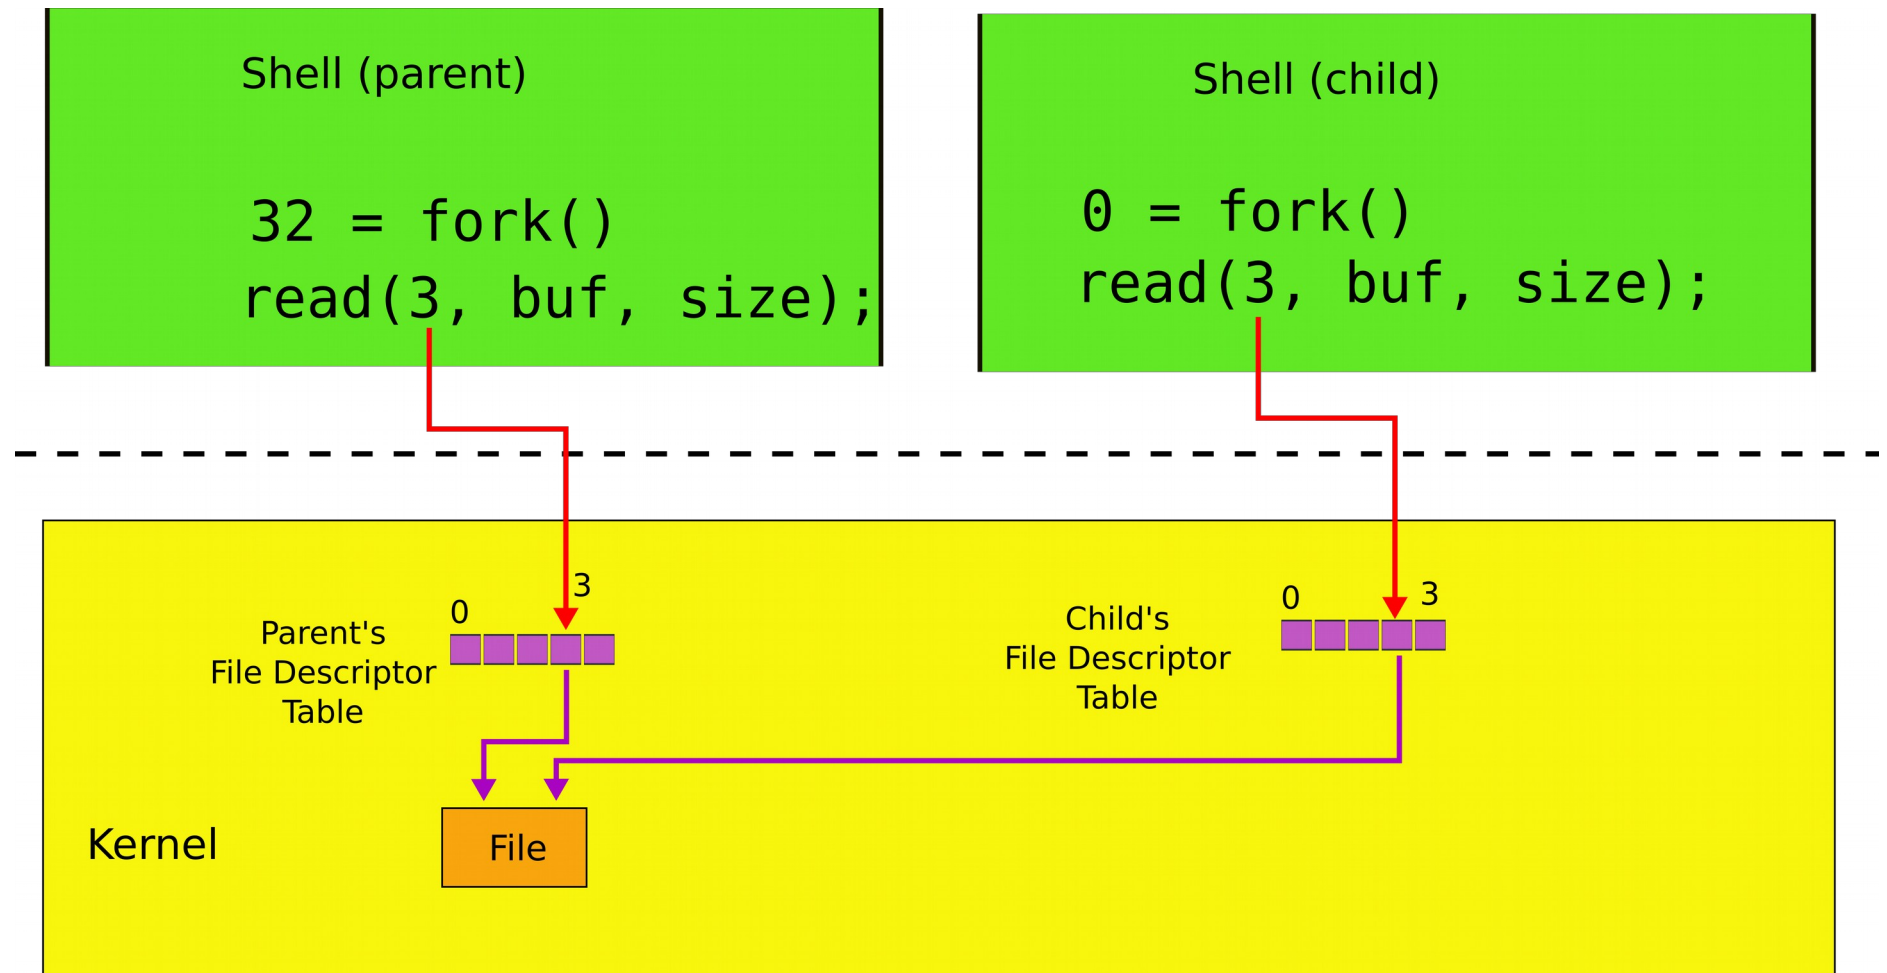 Shell (parent)
32 = fork()
read(3, buf, size);
Shell (child)
0 = fork()
read(3, buf, size);
0
3
Parent's
File Descriptor
Table
0
3
Child's
File Descriptor
Table
Kernel
File